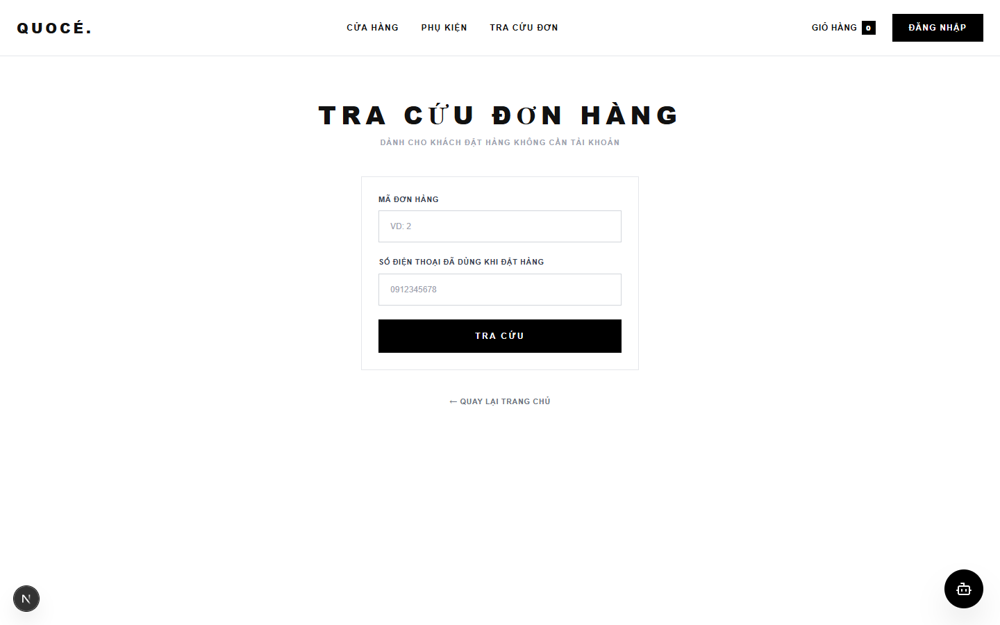 QUOCÉ.
CỬA HÀNG
PHỤ KIỆN
TRA CỨU ĐƠN
GIỎ HÀNG 0
ĐĂNG NHẬP
TRA CỨU ĐƠN HÀNG
DÀNH CHO KHÁCH ĐẶT HÀNG KHÔNG CẦN TÀI KHOẢN
MÃ ĐƠN HÀNG
VD: 2
SỐ ĐIỆN THOẠI ĐÃ DÙNG KHI ĐẶT HÀNG
0912345678
TRA CỨU
← QUAY LẠI TRANG CHỦ
N